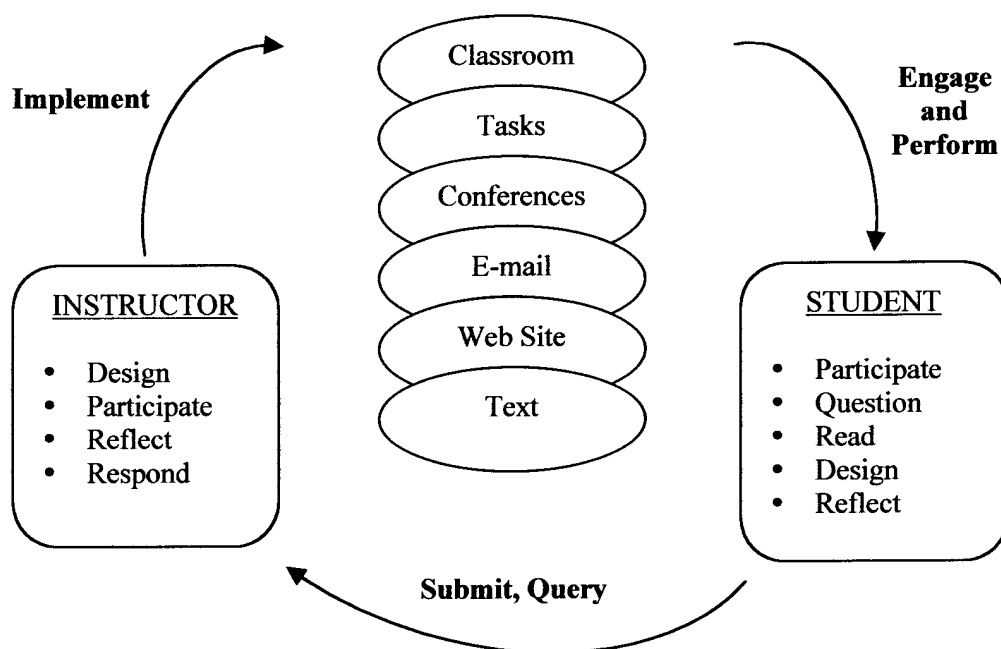 Classroom
Implement
Engage
and
Perform
Tasks
Conferences
E-mail
Web Site
Text
INSTRUCTOR
• Design
• Participate
• Reflect
• Respond
STUDENT
• Participate
• Question
• Read
• Design
• Reflect
Submit, Query